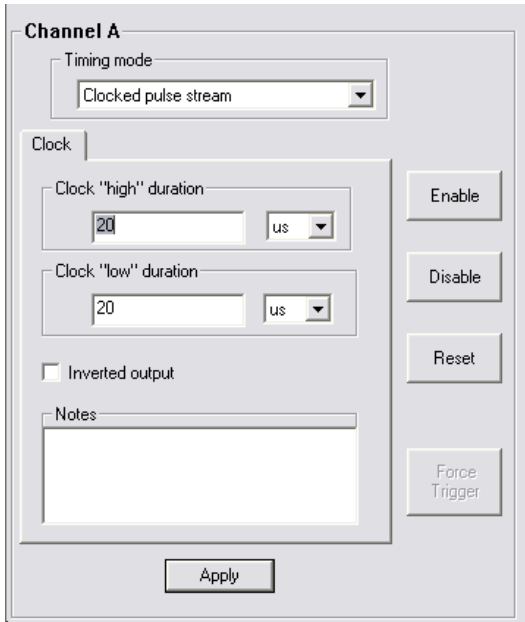 Channel A
Timing mode
Clocked pulse stream
Clock
Clock "high" duration
20
us
Enable
Clock "low" duration
20
us
Disable
Inverted output
Reset
Notes
Force
Trigger
Apply